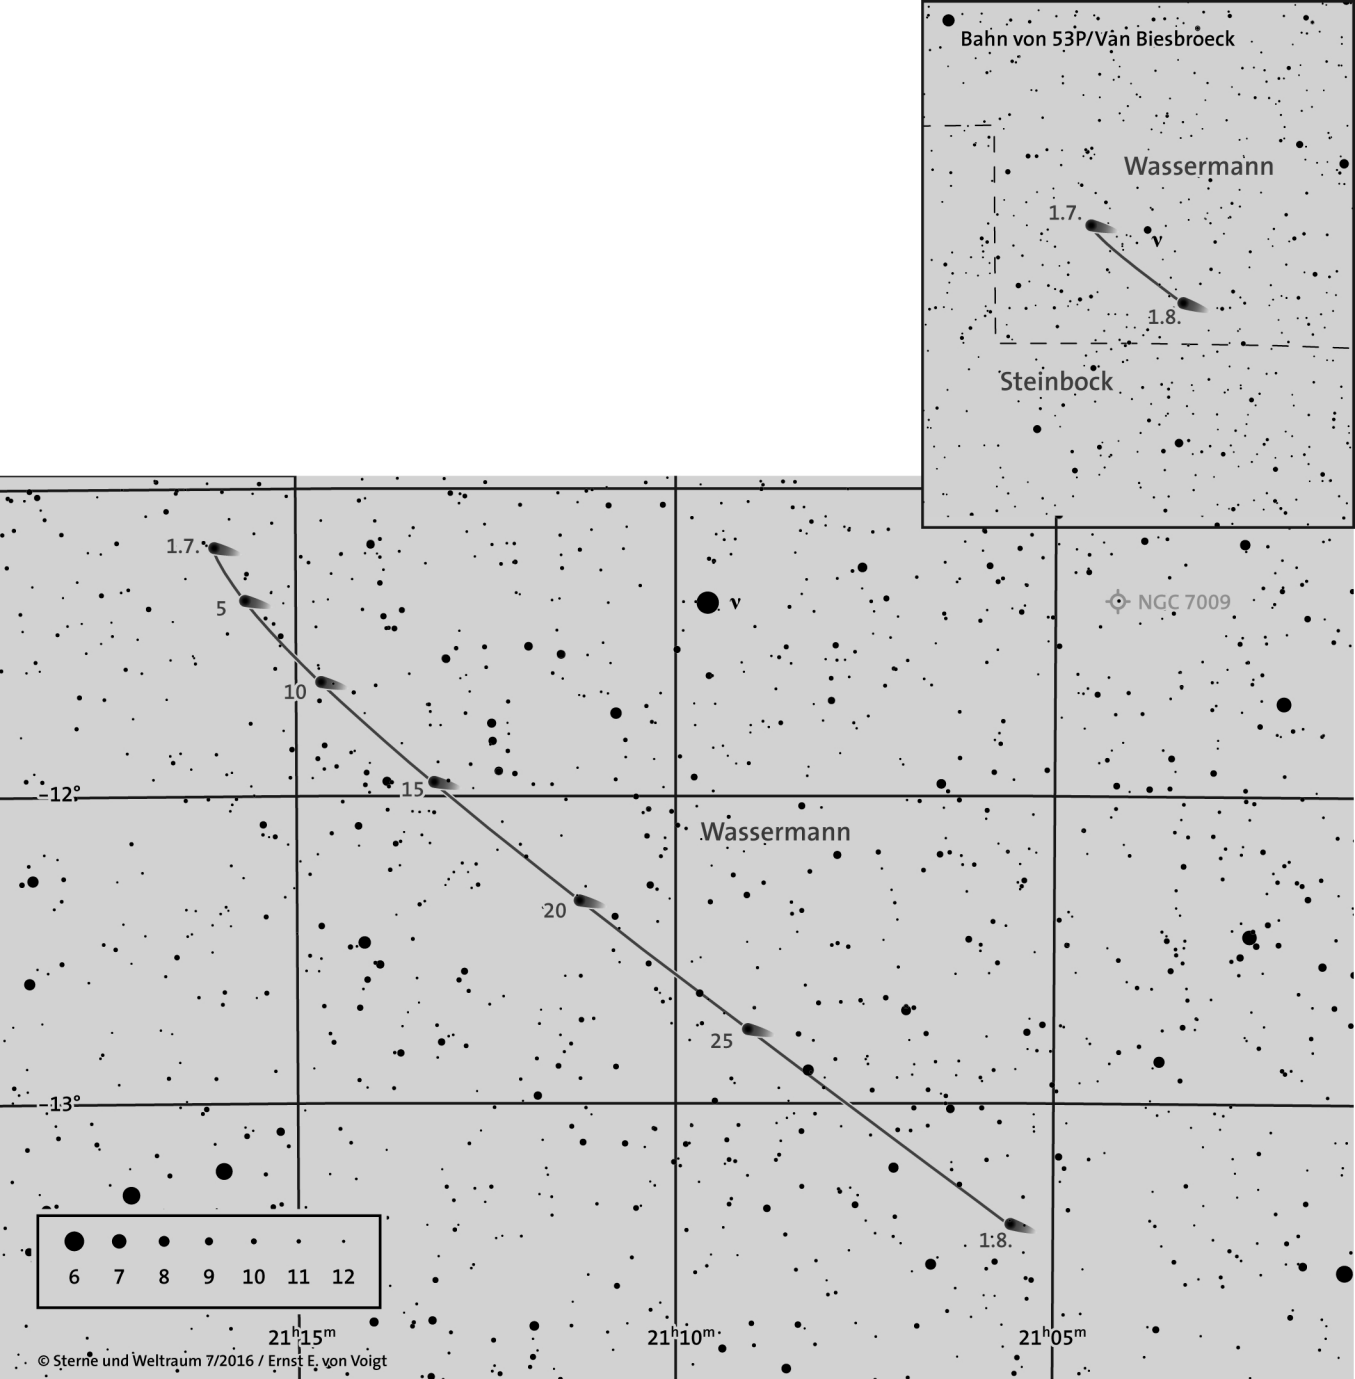 Bahn von 53P/Van Biesbroeck
Wassermann
1.7.
ν
1.8.
Steinbock
1.7.
5
ν
NGC 7009
10
15
–12°
Wassermann
20
25
–13°
1.8.
6 7 8 9 10 11 12
21h15m 21h10m 21h05m
© Sterne und Weltraum 7/2016 / Ernst E. von Voigt